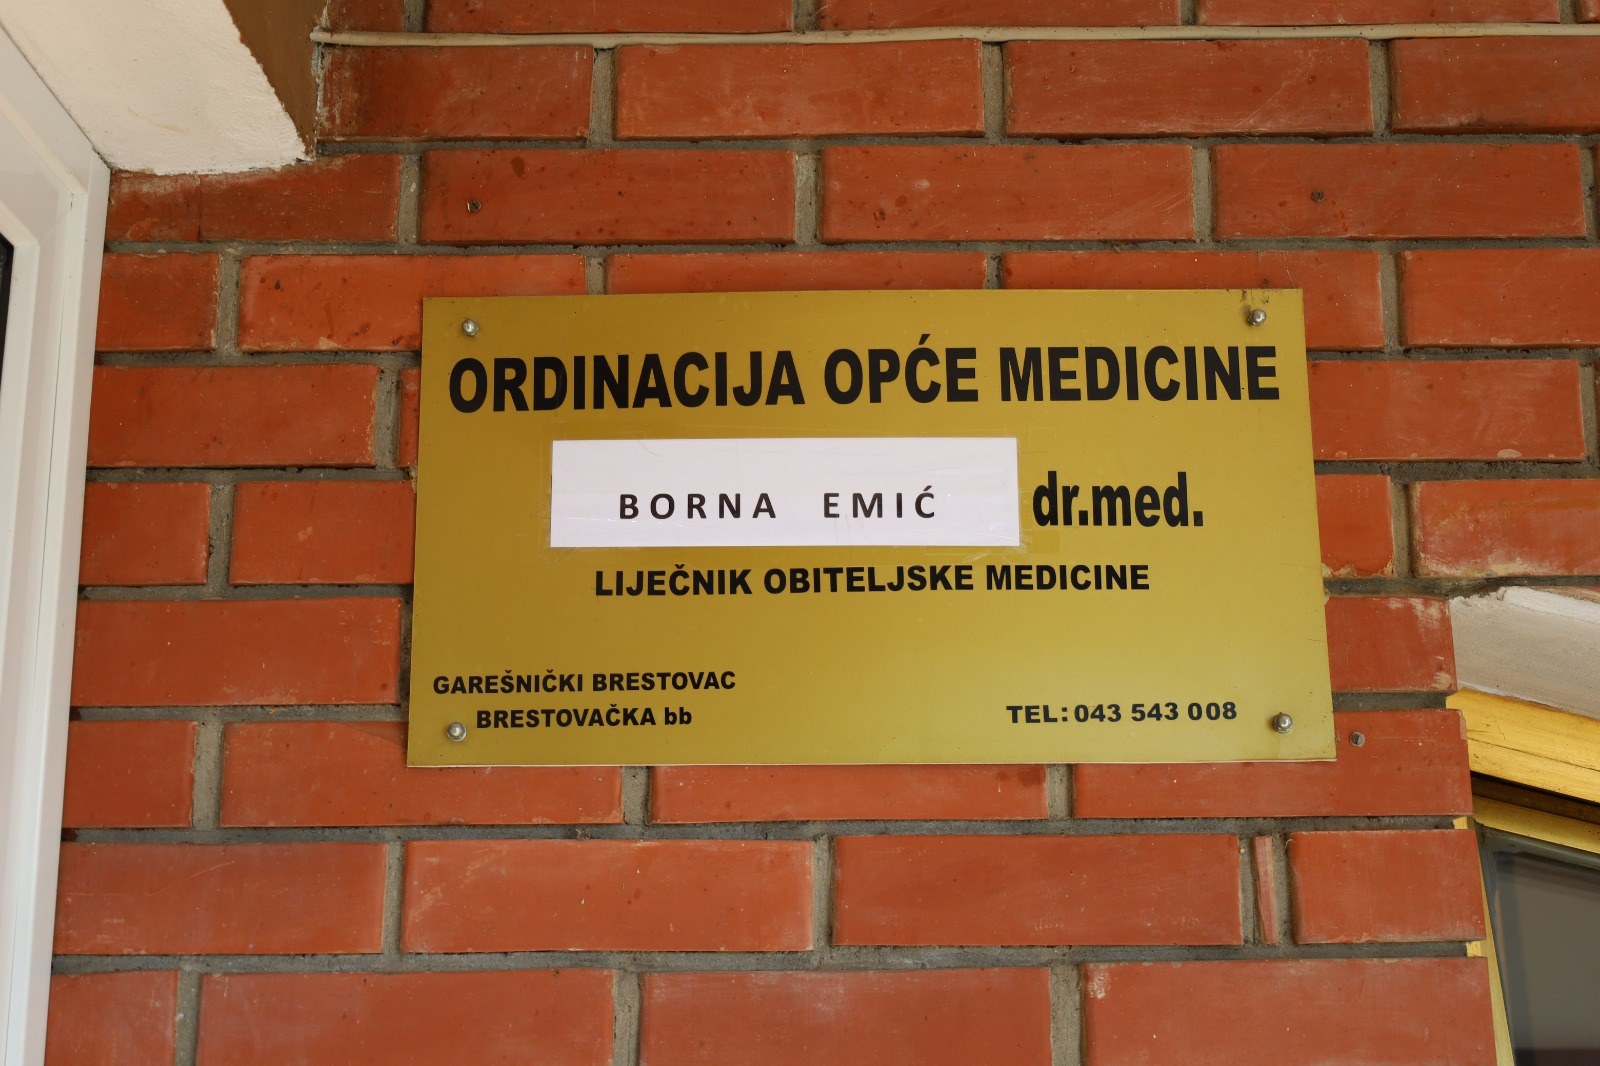 ORDINACIJA OPĆE MEDICINE
BORNA EMIĆ dr.med.
LIJEČNIK OBITELJSKE MEDICINE
GAREŠNIČKI BRESTOVAC
BRESTOVAČKA bb
TEL: 043 543 008